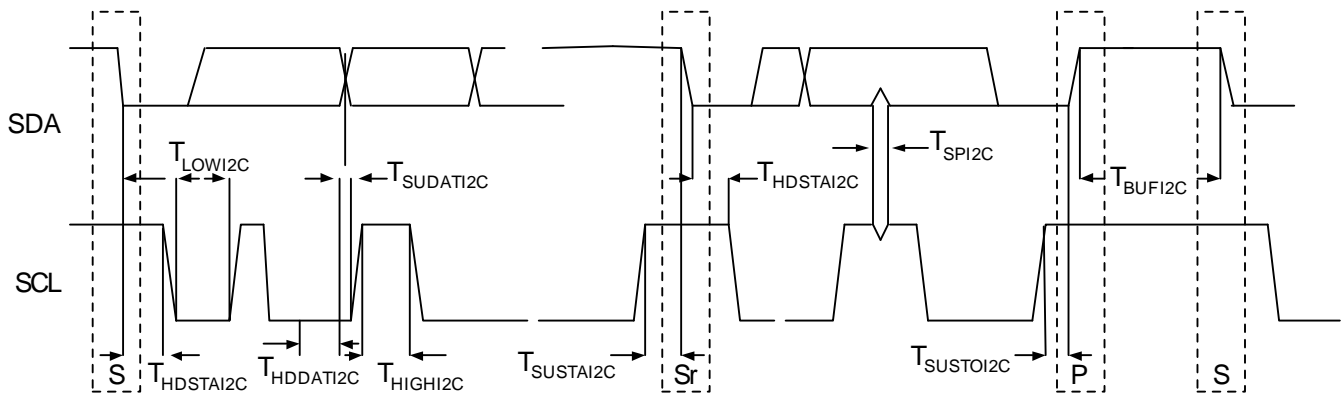 SDA
T_LOWI2C
T_SUDATI2C
T_SPI2C
T_HDSTAI2C
T_BUFI2C
SCL
S
T_HDSTAI2C
T_HDDATI2C
T_HIGHI2C
T_SUSTAI2C
Sr
T_SUSTOI2C
P
S